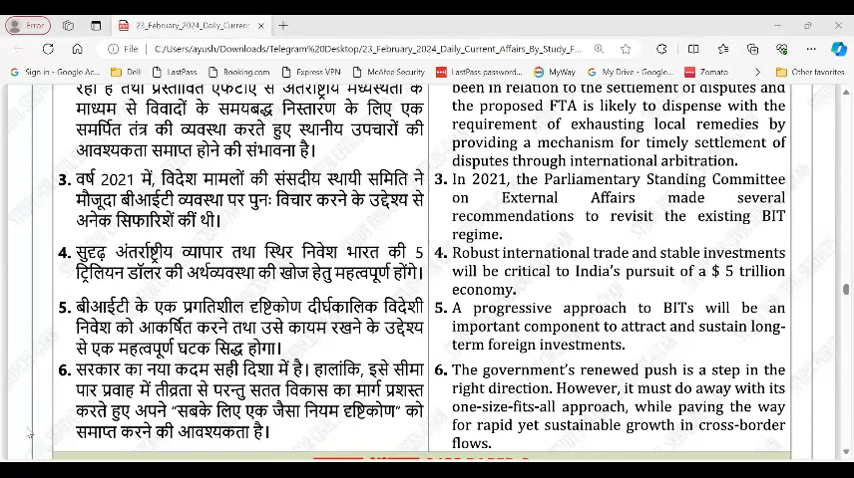 Error
23_February_2024_Daily_Current
File
C:/Users/ayush/Downloads/Telegram%20Desktop/23_February_2024_Daily_Current_Affairs_By_Study_F...
Sign in - Google Ac...
Dell
LastPass
Booking.com
Express VPN
McAfee Security
LastPass password...
MyWay
My Drive - Google...
Zomato
Other favorites
रहा है तथा प्रस्तावित एफटाए से अंतर्राष्ट्रीय मध्यस्थता के
माध्यम से विवादों के समयबद्ध निस्तारण के लिए एक
समर्पित तंत्र की व्यवस्था करते हुए स्थानीय उपचारों की
आवश्यकता समाप्त होने की संभावना है।
3. वर्ष 2021 में, विदेश मामलों की संसदीय स्थायी समिति ने
मौजूदा बीआईटी व्यवस्था पर पुनः विचार करने के उद्देश्य से
अनेक सिफारिशें कीं थी।
4. सुदृढ़ अंतर्राष्ट्रीय व्यापार तथा स्थिर निवेश भारत की 5
ट्रिलियन डॉलर की अर्थव्यवस्था की खोज हेतु महत्वपूर्ण होंगे।
5. बीआईटी के एक प्रगतिशील दृष्टिकोण दीर्घकालिक विदेशी
निवेश को आकर्षित करने तथा उसे कायम रखने के उद्देश्य
से एक महत्वपूर्ण घटक सिद्ध होगा।
6. सरकार का नया कदम सही दिशा में है। हालांकि, इसे सीमा
पार प्रवाह में तीव्रता से परन्तु सतत विकास का मार्ग प्रशस्त
करते हुए अपने “सबके लिए एक जैसा नियम दृष्टिकोण” को
समाप्त करने की आवश्यकता है।
been in relation to the settlement of disputes and
the proposed FTA is likely to dispense with the
requirement of exhausting local remedies by
providing a mechanism for timely settlement of
disputes through international arbitration.
3. In 2021, the Parliamentary Standing Committee
on External Affairs made several
recommendations to revisit the existing BIT
regime.
4. Robust international trade and stable investments
will be critical to India's pursuit of a $ 5 trillion
economy.
5. A progressive approach to BITs will be an
important component to attract and sustain long-
term foreign investments.
6. The government's renewed push is a step in the
right direction. However, it must do away with its
one-size-fits-all approach, while paving the way
for rapid yet sustainable growth in cross-border
flows.